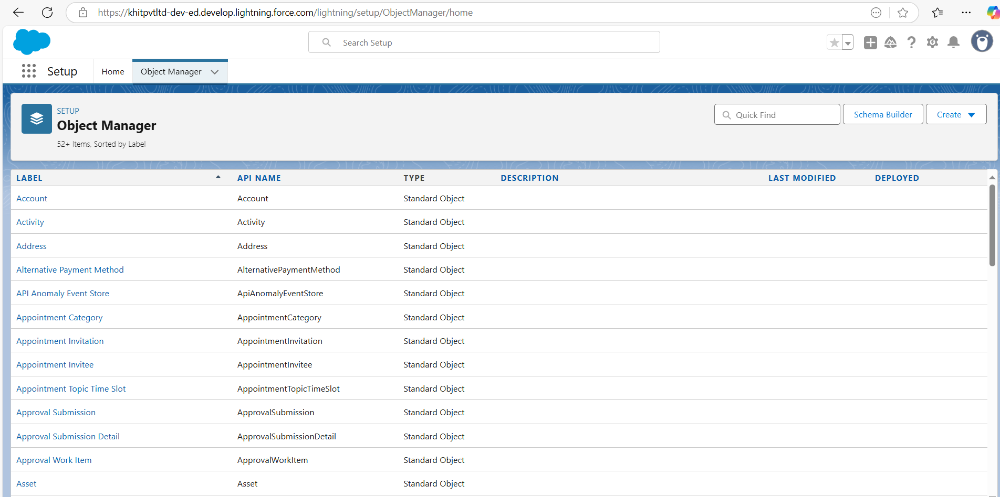 https://khitpvtltd-dev-ed.develop.lightning.force.com/lightning/setup/ObjectManager/home
Search Setup
Setup Home Object Manager
SETUP
Object Manager
52+ Items, Sorted by Label
Quick Find Schema Builder Create
LABEL API NAME TYPE DESCRIPTION LAST MODIFIED DEPLOYED
Account Account Standard Object
Activity Activity Standard Object
Address Address Standard Object
Alternative Payment Method AlternativePaymentMethod Standard Object
API Anomaly Event Store ApiAnomalyEventStore Standard Object
Appointment Category AppointmentCategory Standard Object
Appointment Invitation AppointmentInvitation Standard Object
Appointment Invitee AppointmentInvitee Standard Object
Appointment Topic Time Slot AppointmentTopicTimeSlot Standard Object
Approval Submission ApprovalSubmission Standard Object
Approval Submission Detail ApprovalSubmissionDetail Standard Object
Approval Work Item ApprovalWorkItem Standard Object
Asset Asset Standard Object